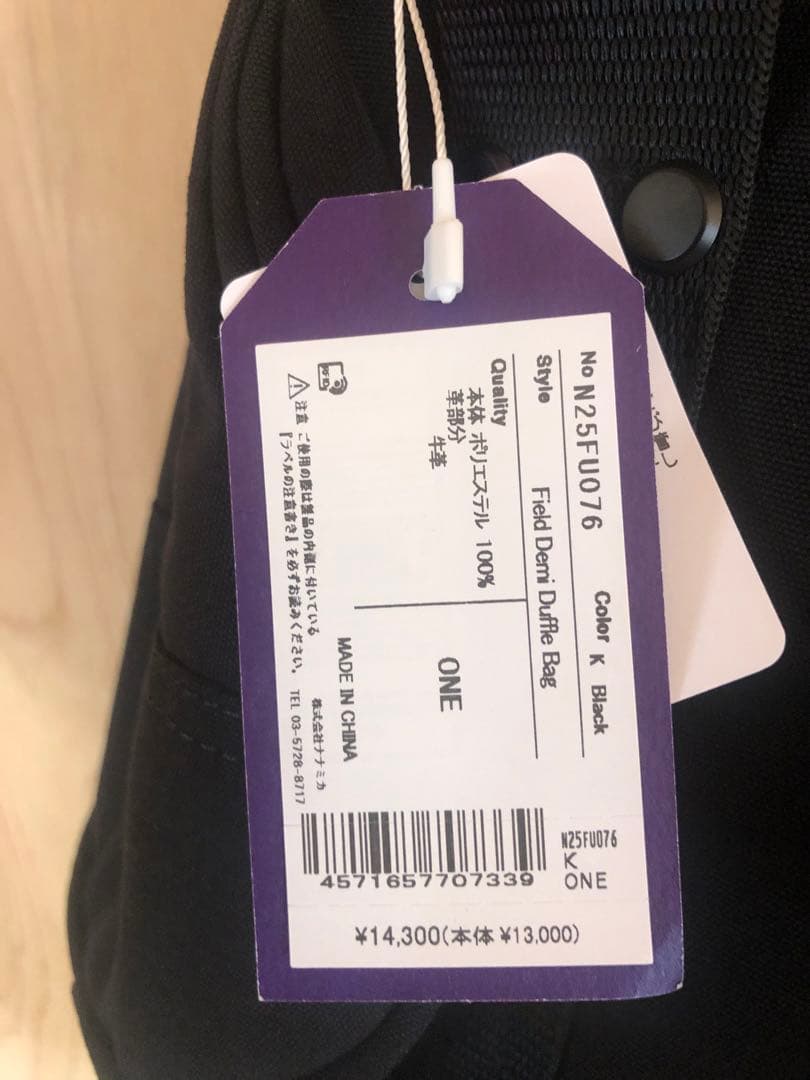 No N25FU076 Color K Black
Style Field Demi Duffle Bag
Quality
本体 ポリエステル 100%
革部分
牛革
ONE
MADE IN CHINA
注意 ご使用の際は製品の内側に付いている
『ラベルの注意書き』を必ずお読みください。
株式会社ナナミカ
TEL 03-5728-8717
N25FU076
K
ONE
4571657707339
¥14,300(本体 ¥13,000)